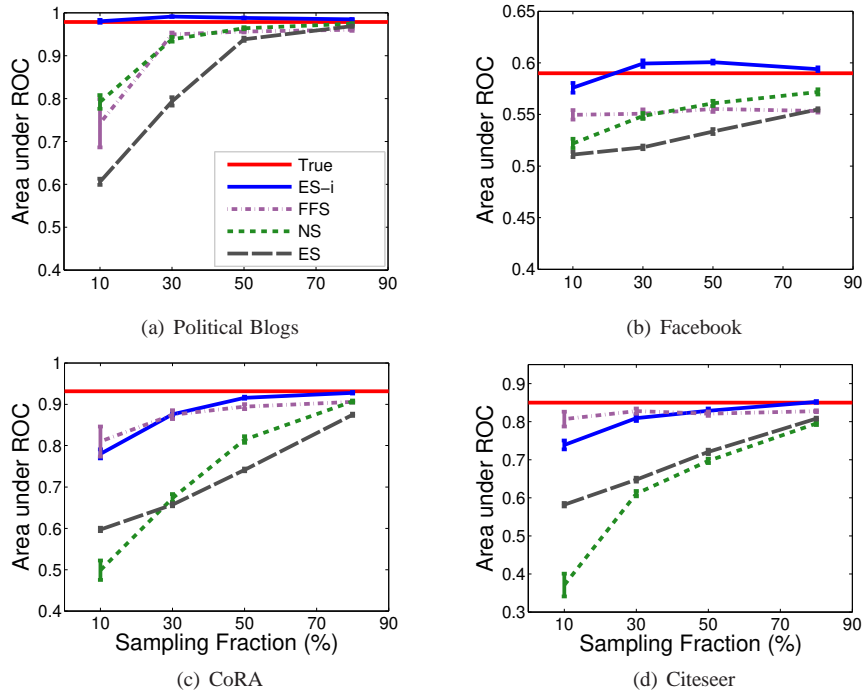 1
0.9
0.8
0.7
0.6
0.5
0.4
Area under ROC
True
ES-i
FFS
NS
ES
10 30 50 70 90
(a) Political Blogs
0.65
0.6
0.55
0.5
0.45
0.4
Area under ROC
10 30 50 70 90
(b) Facebook
1
0.9
0.8
0.7
0.6
0.5
0.4
Area under ROC
10 30 50 70 90
Sampling Fraction (%)
(c) CoRA
0.9
0.8
0.7
0.6
0.5
0.4
0.3
Area under ROC
10 30 50 70 90
Sampling Fraction (%)
(d) Citeseer